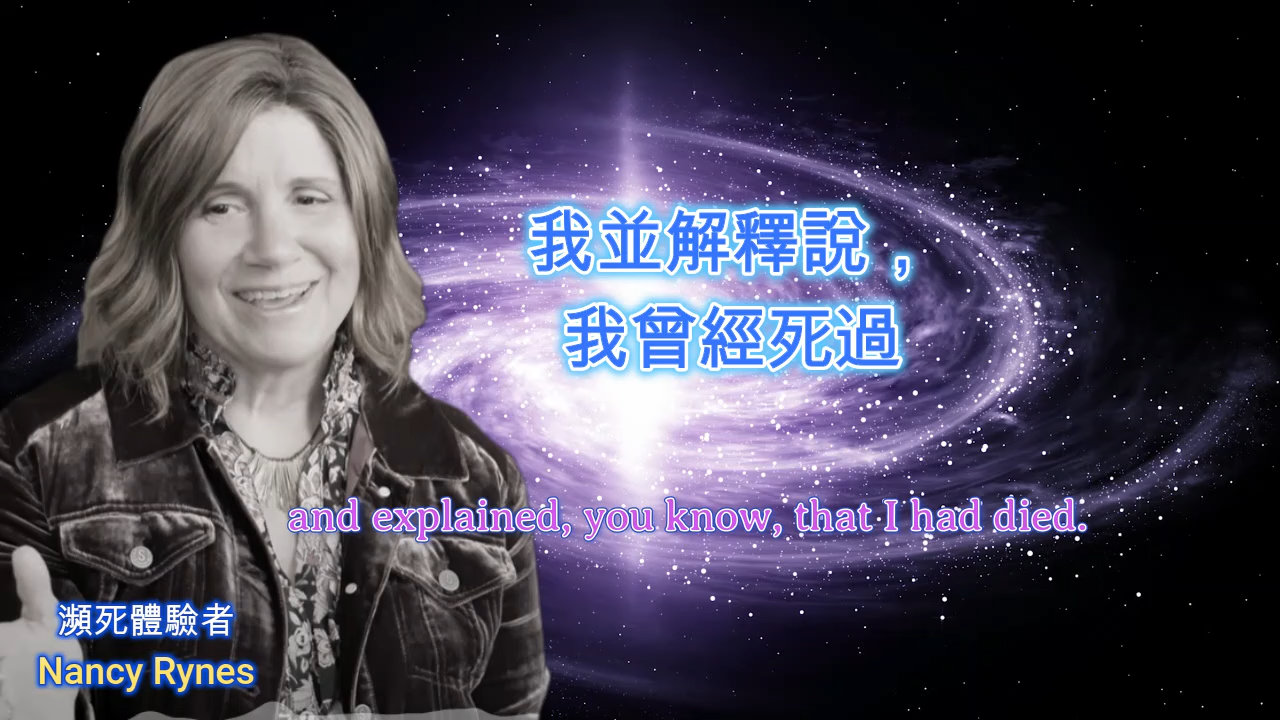 我並解釋說，
我曾經死過
and explained, you know, that I had died.
瀕死體驗者
Nancy Rynes